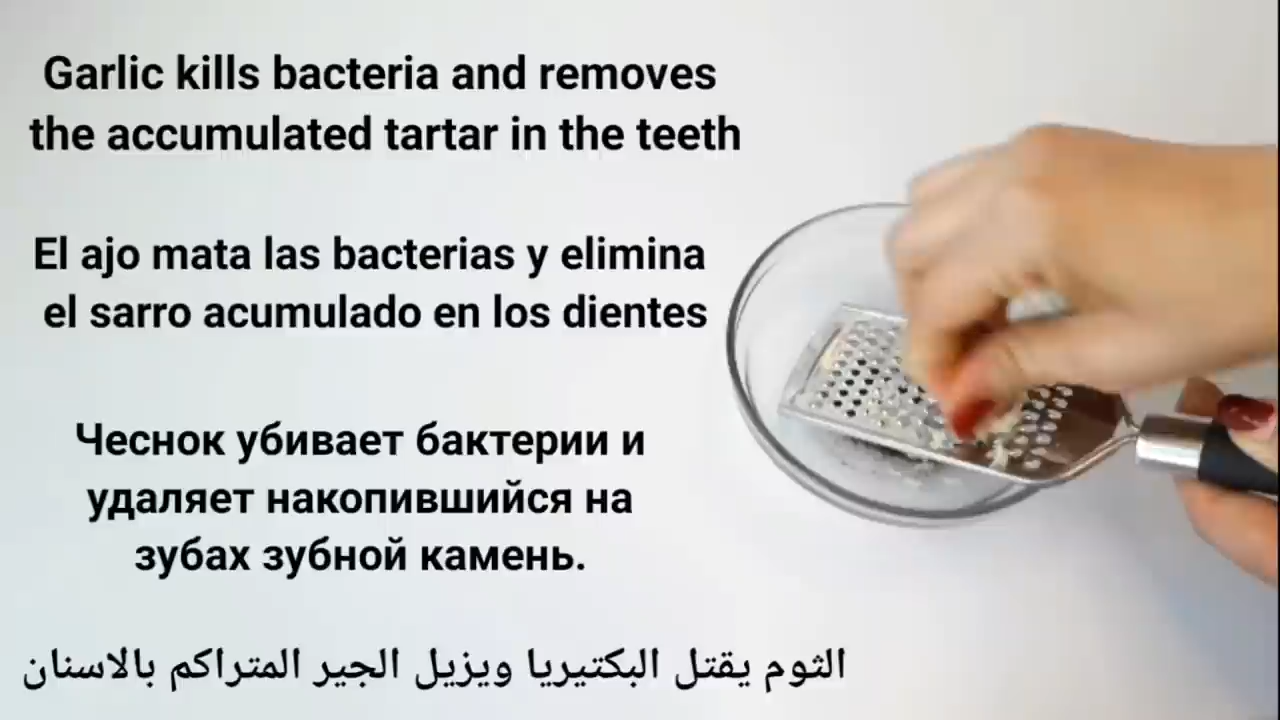 Garlic kills bacteria and removes
the accumulated tartar in the teeth
El ajo mata las bacterias y elimina
el sarro acumulado en los dientes
Чеснок убивает бактерии и
удаляет накопившийся на
зубах зубной камень.
الثوم يقتل البكتيريا ويزيل الجير المتراكم بالاسنان